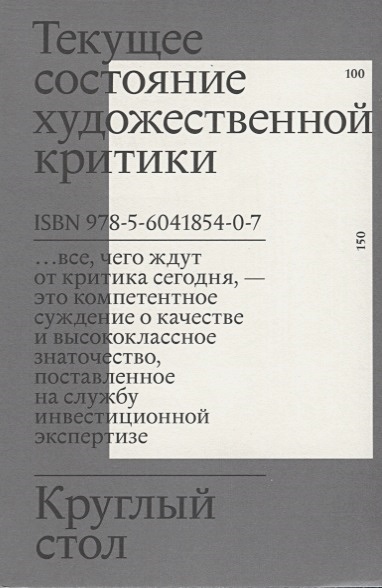 Текущее
состояние
художественной
критики
100
ISBN 978-5-6041854-0-7
150
…все, чего ждут
от критика сегодня, —
это компетентное
суждение о качестве
и высококлассное
знаточество,
поставленное
на службу
инвестиционной
экспертизе
Круглый
стол